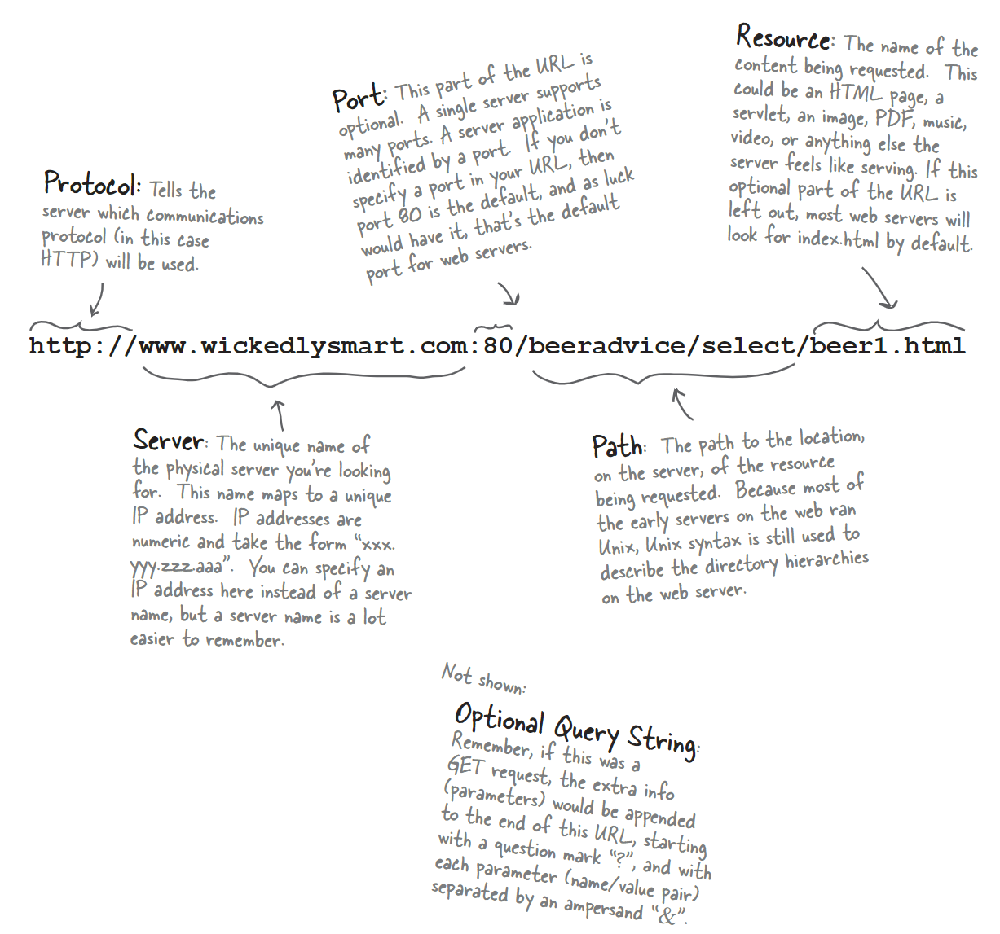 Resource: The name of the
content being requested. This
could be an HTML page, a
servlet, an image, PDF, music,
video, or anything else the
server feels like serving. If this
optional part of the URL is
left out, most web servers will
look for index.html by default.
Port: This part of the URL is
optional. A single server supports
many ports. A server application is
identified by a port. If you don't
specify a port in your URL, then
port 80 is the default, and as luck
would have it, that's the default
port for web servers.
Protocol: Tells the
server which communications
protocol (in this case
HTTP) will be used.
http://www.wickedlysmart.com:80/beeradvice/select/beer1.html
Server: The unique name of
the physical server you're looking
for. This name maps to a unique
IP address. IP addresses are
numeric and take the form "xxx.
yyy.zzz.aaa". You can specify an
IP address here instead of a server
name, but a server name is a lot
easier to remember.
Path: The path to the location,
on the server, of the resource
being requested. Because most of
the early servers on the web ran
Unix, Unix syntax is still used to
describe the directory hierarchies
on the web server.
Not shown:
Optional Query String:
Remember, if this was a
GET request, the extra info
(parameters) would be appended
to the end of this URL, starting
with a question mark "?", and with
each parameter (name/value pair)
separated by an ampersand "&".